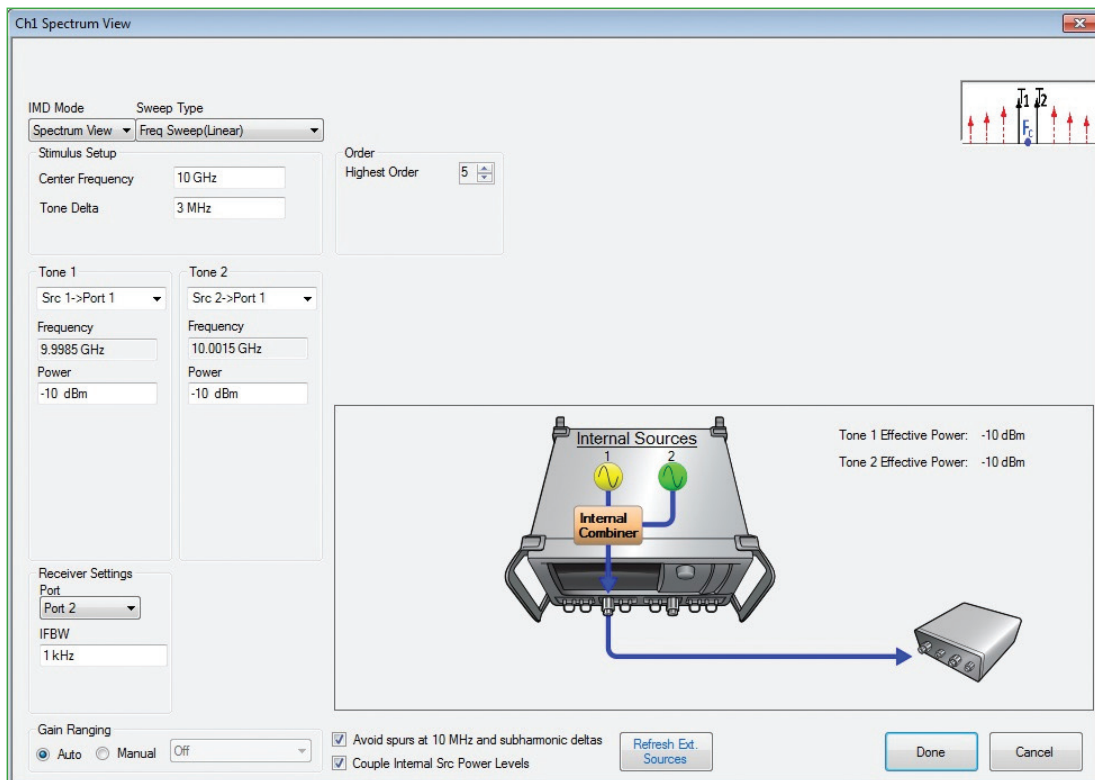 Ch1 Spectrum View
IMD Mode
Sweep Type
Spectrum View
Freq Sweep(Linear)
T1 T2
Fc
Stimulus Setup
Center Frequency
10 GHz
Tone Delta
3 MHz
Order
Highest Order
5
Tone 1
Src 1->Port 1
Frequency
9.9985 GHz
Power
-10 dBm
Tone 2
Src 2->Port 1
Frequency
10.0015 GHz
Power
-10 dBm
Internal Sources
1 2
Internal
Combiner
Tone 1 Effective Power: -10 dBm
Tone 2 Effective Power: -10 dBm
Receiver Settings
Port
Port 2
IFBW
1 kHz
Gain Ranging
Auto
Manual
Off
Avoid spurs at 10 MHz and subharmonic deltas
Couple Internal Src Power Levels
Refresh Ext.
Sources
Done
Cancel